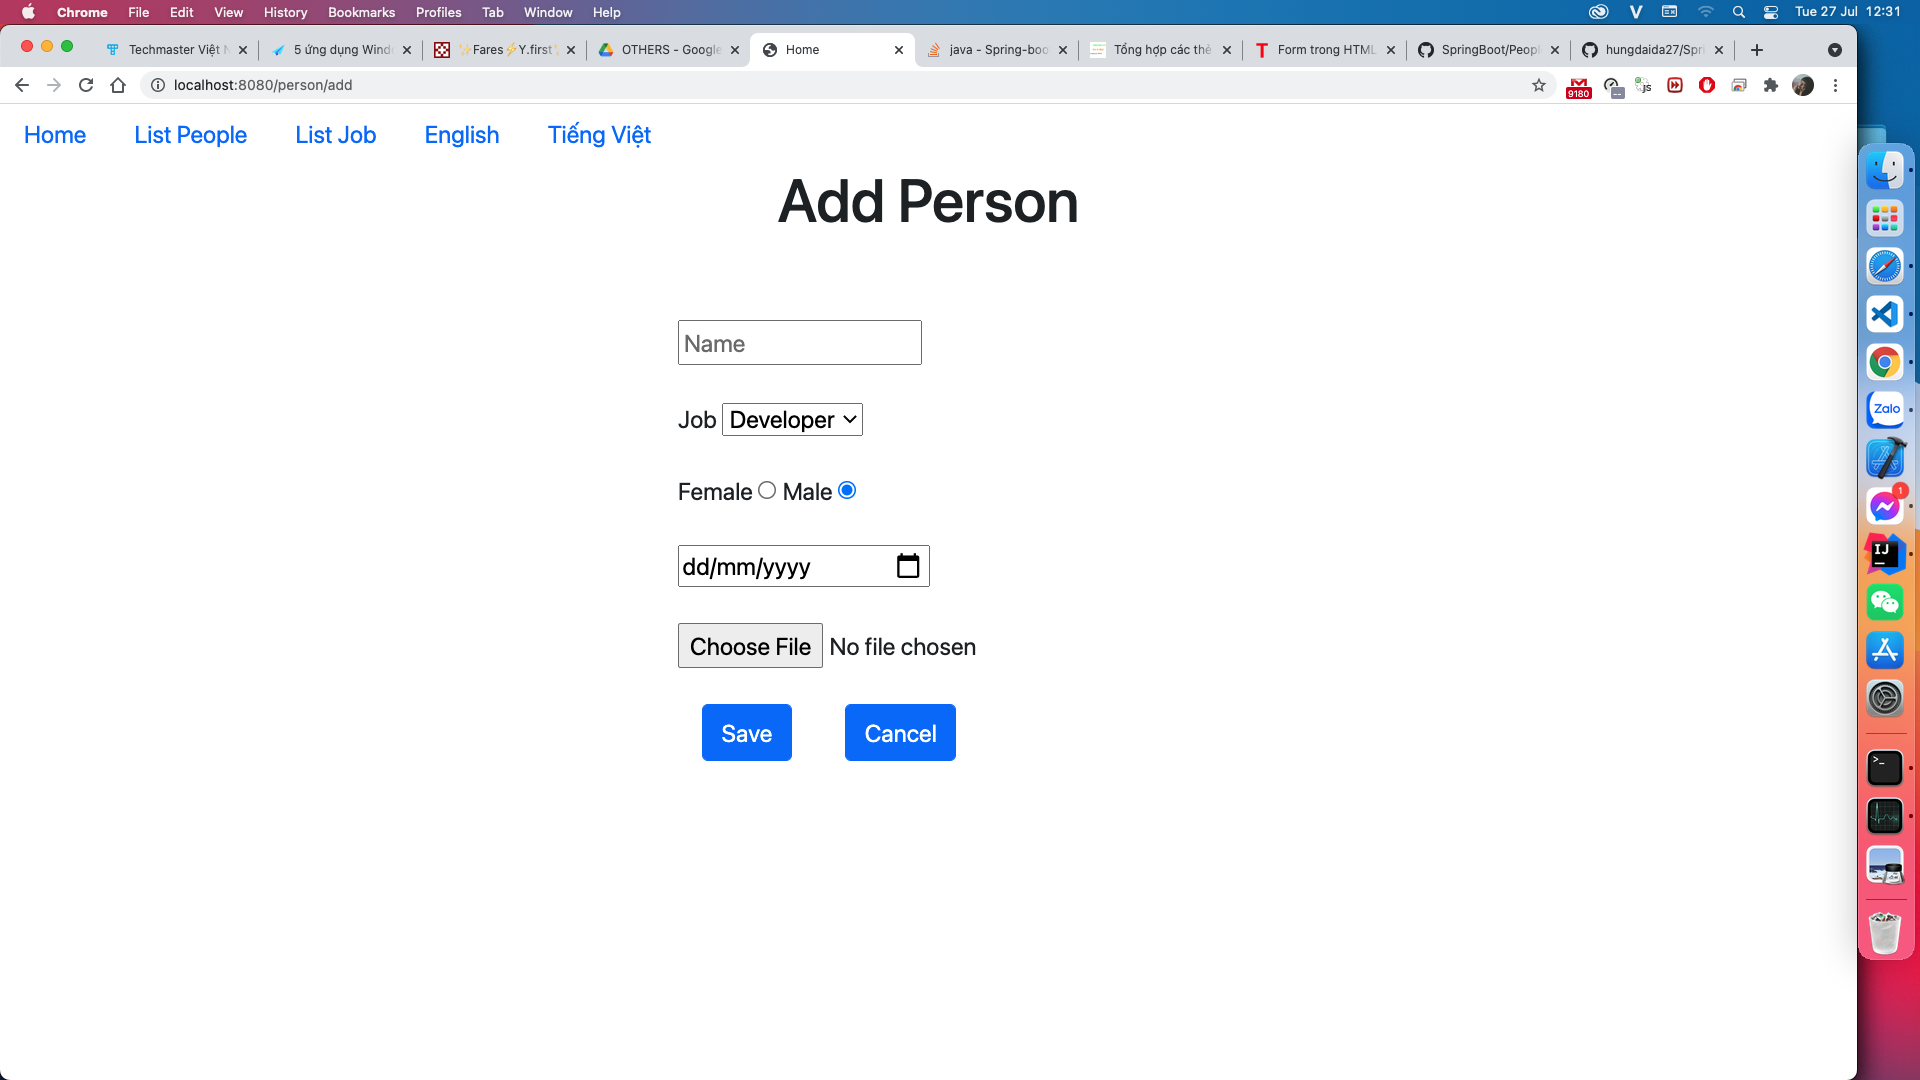 Chrome File Edit View History Bookmarks Profiles Tab Window Help Tue 27 Jul 12:31
Techmaster Việt 5 ứng dụng Wind Fares⚡Y.first OTHERS - Google Home java - Spring-boo Tổng hợp các thẻ Form trong HTML SpringBoot/Peopl hungdaida27/Spri
localhost:8080/person/add
9180
JS
Home List People List Job English Tiếng Việt
Add Person
Name
Job Developer
Female Male
dd/mm/yyyy
Choose File No file chosen
Save Cancel
Zalo
1
IJ
>_